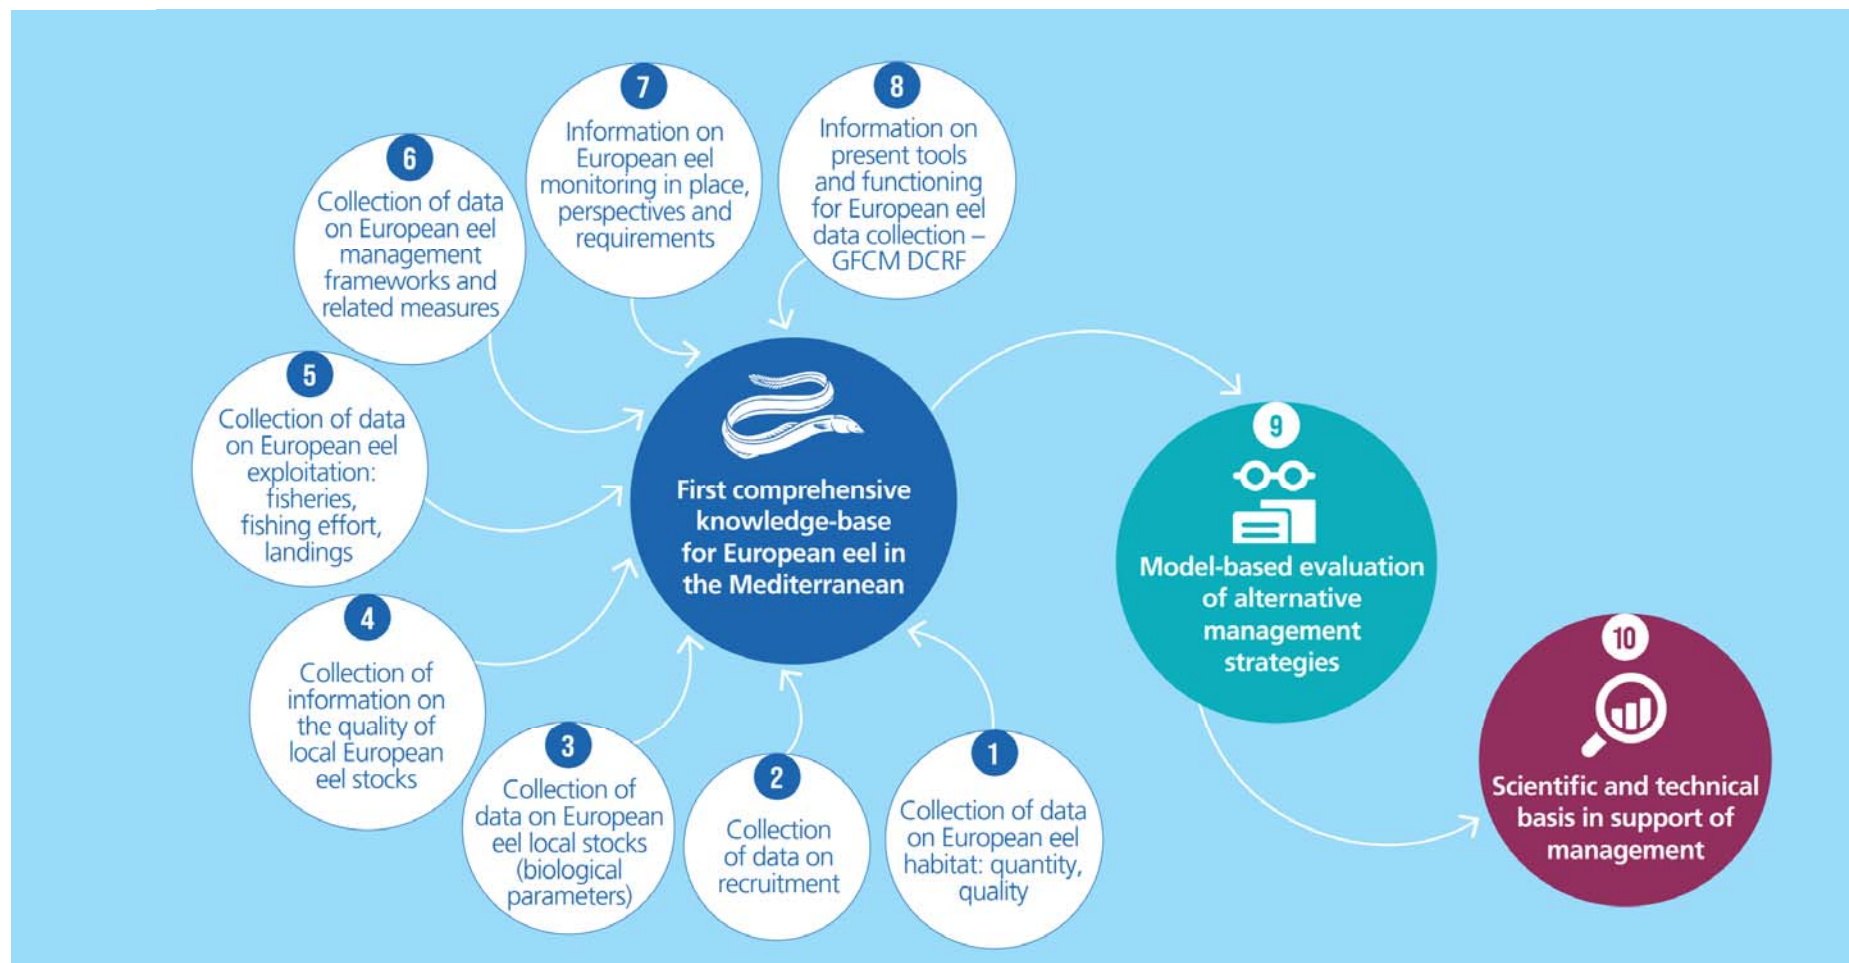 7
Information on
European eel
monitoring in place,
perspectives and
requirements
8
Information on
present tools
and functioning
for European eel
data collection –
GFCM DCRF
6
Collection of data
on European eel
management
frameworks and
related measures
5
Collection of data
on European eel
exploitation:
fisheries,
fishing effort,
landings
First comprehensive
knowledge-base
for European eel in
the Mediterranean
9
Model-based evaluation
of alternative
management
strategies
4
Collection of
information on
the quality of
local European
eel stocks
3
Collection of
data on European
eel local stocks
(biological
parameters)
2
Collection
of data on
recruitment
1
Collection of data
on European eel
habitat: quantity,
quality
10
Scientific and technical
basis in support of
management